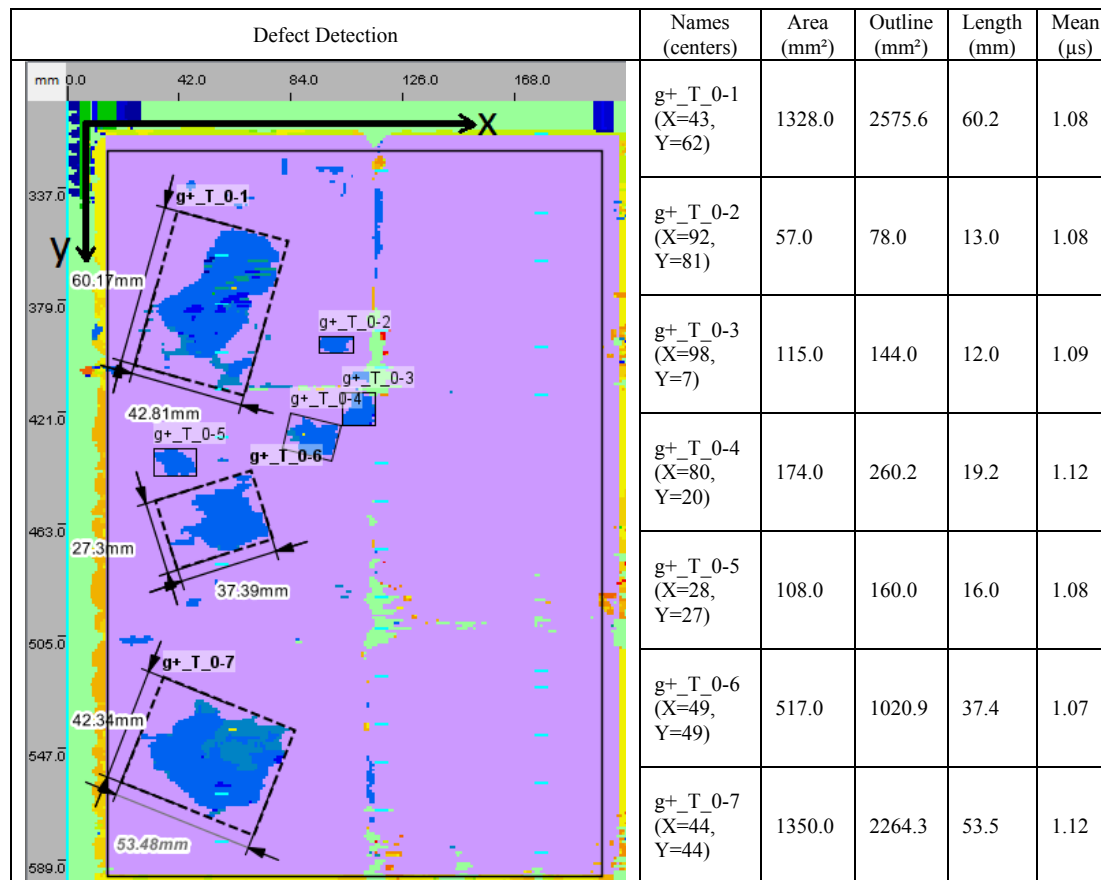 Defect Detection
Names
(centers)
Area
(mm²)
Outline
(mm²)
Length
(mm)
Mean
(µs)
mm 0.0 42.0 84.0 126.0 168.0
X
y
337.0
379.0
421.0
463.0
505.0
547.0
589.0
g+_T_0-1
60.17mm
42.81mm
g+_T_0-2
g+_T_0-3
g+_T_0-4
g+_T_0-5
g+_T_0-6
27.3mm
37.39mm
g+_T_0-7
42.34mm
53.48mm
g+_T_0-1
(X=43,
Y=62)
1328.0 2575.6 60.2 1.08
g+_T_0-2
(X=92,
Y=81)
57.0 78.0 13.0 1.08
g+_T_0-3
(X=98,
Y=7)
115.0 144.0 12.0 1.09
g+_T_0-4
(X=80,
Y=20)
174.0 260.2 19.2 1.12
g+_T_0-5
(X=28,
Y=27)
108.0 160.0 16.0 1.08
g+_T_0-6
(X=49,
Y=49)
517.0 1020.9 37.4 1.07
g+_T_0-7
(X=44,
Y=44)
1350.0 2264.3 53.5 1.12